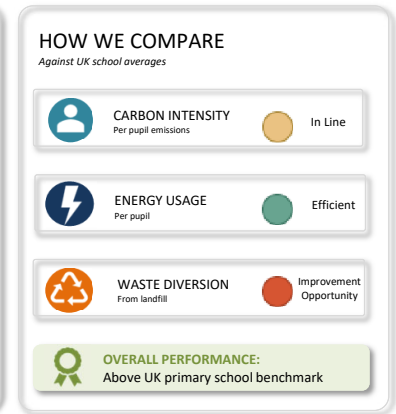 HOW WE COMPARE
Against UK school averages
CARBON INTENSITY
Per pupil emissions
In Line
ENERGY USAGE
Per pupil
Efficient
WASTE DIVERSION
From landfill
Improvement
Opportunity
OVERALL PERFORMANCE:
Above UK primary school benchmark